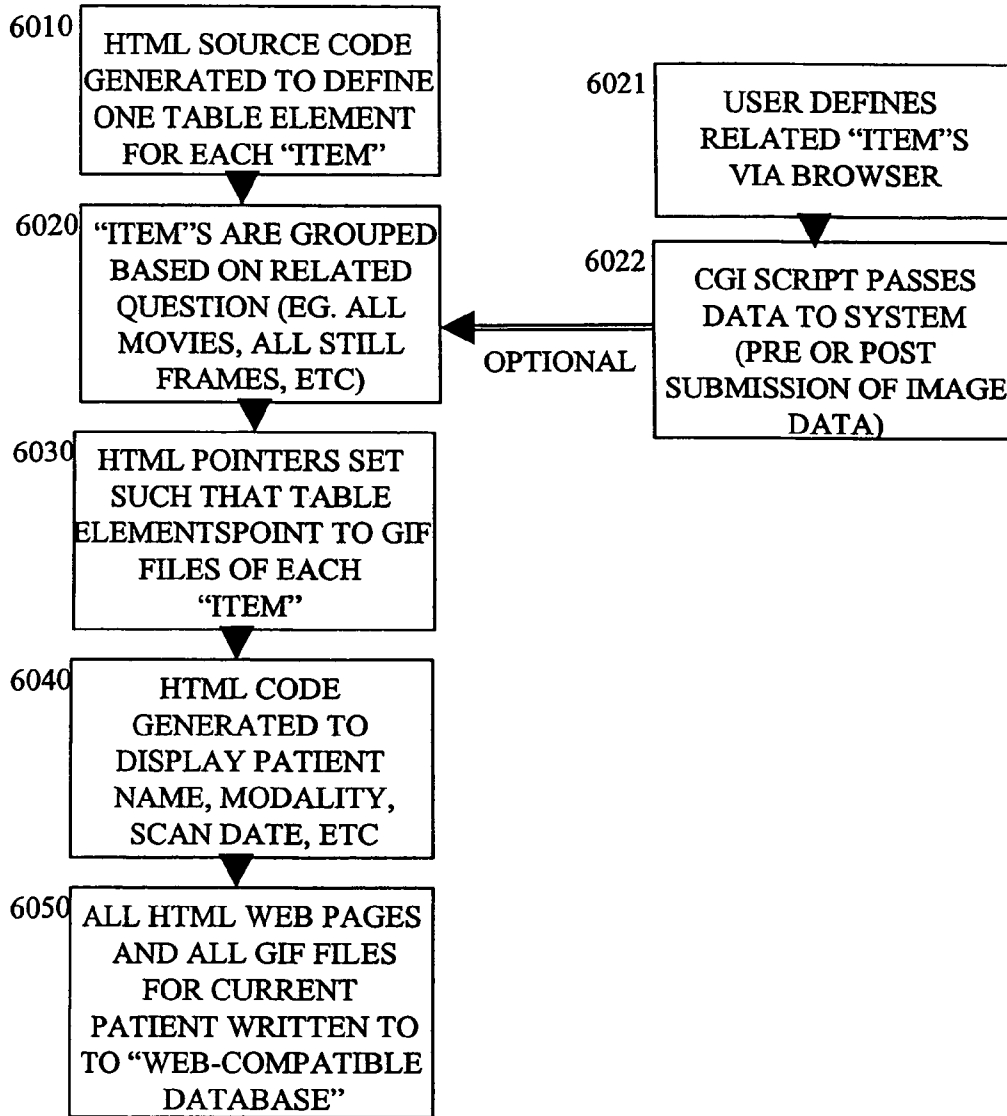 6010
HTML SOURCE CODE
GENERATED TO DEFINE
ONE TABLE ELEMENT
FOR EACH “ITEM”
6020
“ITEM”S ARE GROUPED
BASED ON RELATED
QUESTION (EG. ALL
MOVIES, ALL STILL
FRAMES, ETC)
6021
USER DEFINES
RELATED “ITEM”S
VIA BROWSER
6022
CGI SCRIPT PASSES
DATA TO SYSTEM
(PRE OR POST
SUBMISSION OF IMAGE
DATA)
OPTIONAL
6030
HTML POINTERS SET
SUCH THAT TABLE
ELEMENTSPOINT TO GIF
FILES OF EACH
“ITEM”
6040
HTML CODE
GENERATED TO
DISPLAY PATIENT
NAME, MODALITY,
SCAN DATE, ETC
6050
ALL HTML WEB PAGES
AND ALL GIF FILES
FOR CURRENT
PATIENT WRITTEN TO
TO “WEB-COMPATIBLE
DATABASE”